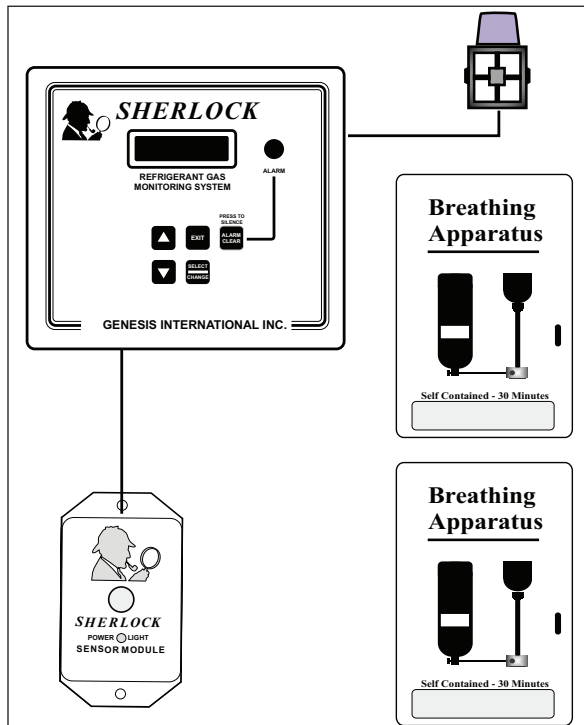 SHERLOCK
REFRIGERANT GAS
MONITORING SYSTEM
ALARM
PRESS TO
SILENCE
EXIT
ALARM
CLEAR
SELECT
CHANGE
GENESIS INTERNATIONAL INC.
Breathing
Apparatus
Self Contained - 30 Minutes
SHERLOCK
POWER LIGHT
SENSOR MODULE
Breathing
Apparatus
Self Contained - 30 Minutes